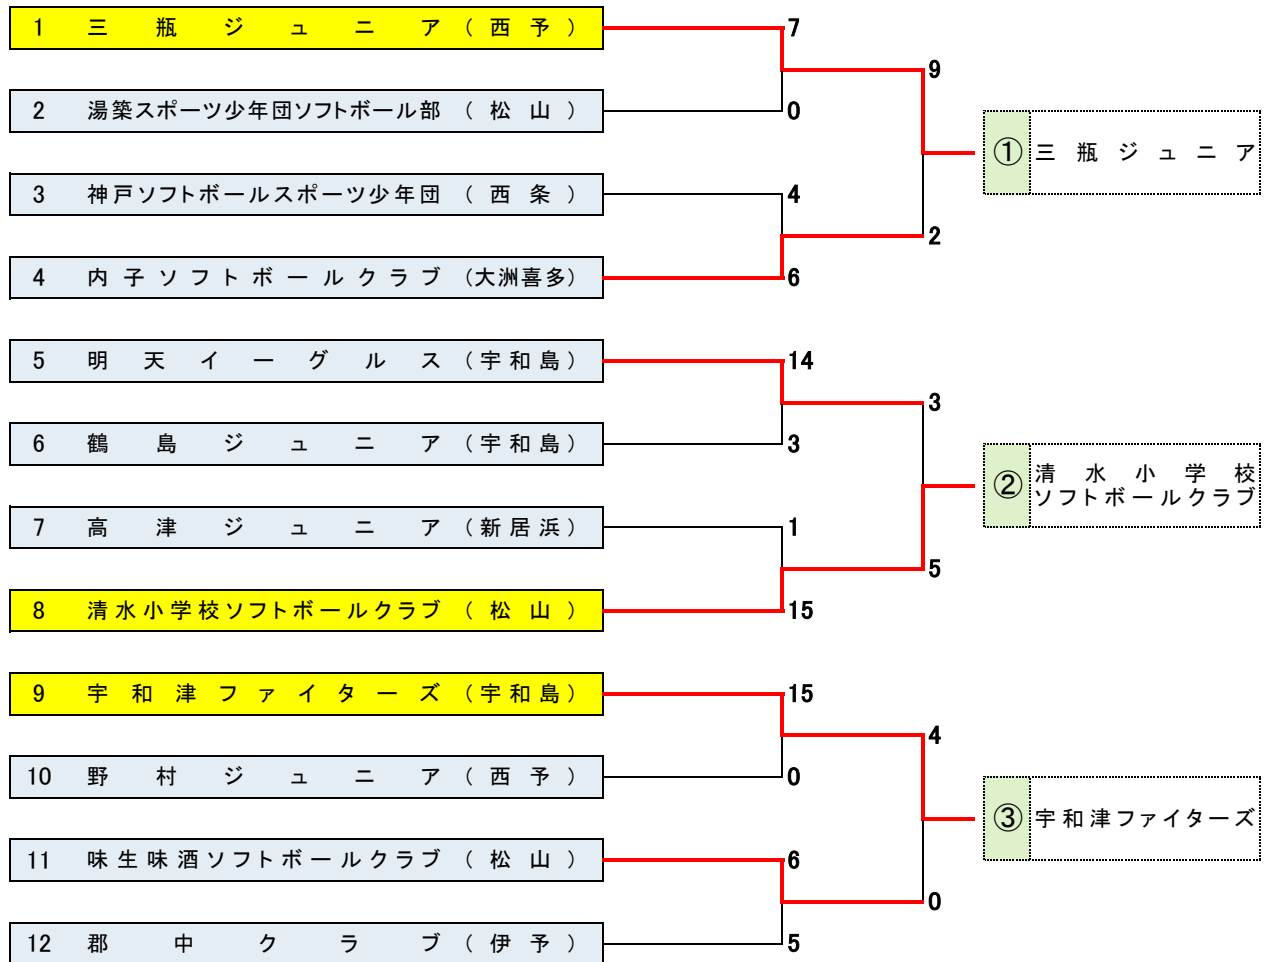 1 三瓶ジュニア (西予)
7
9
2 湯築スポーツ少年団ソフトボール部 (松山)
0
① 三瓶ジュニア
3 神戸ソフトボールスポーツ少年団 (西条)
4
2
4 内子ソフトボールクラブ (大洲喜多)
6
5 明天イーグルス (宇和島)
14
3
6 鶴島ジュニア (宇和島)
3
② 清水小学校
ソフトボールクラブ
7 高津ジュニア (新居浜)
1
5
8 清水小学校ソフトボールクラブ (松山)
15
9 宇和津ファイターズ (宇和島)
15
4
10 野村ジュニア (西予)
0
③ 宇和津ファイターズ
11 味生味酒ソフトボールクラブ (松山)
6
0
12 郡中クラブ (伊予)
5